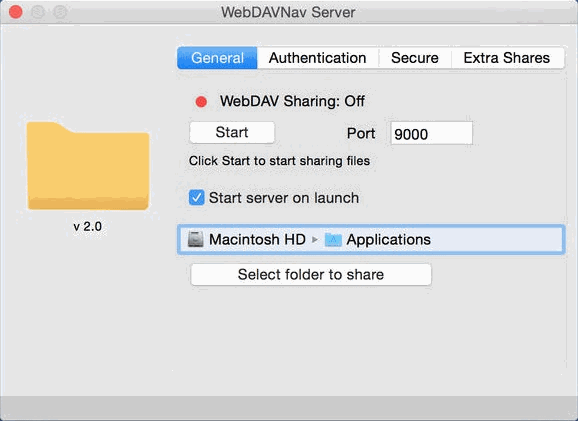 WebDAVNav Server
General Authentication Secure Extra Shares
WebDAV Sharing: Off
Start Port 9000
Click Start to start sharing files
Start server on launch
v 2.0
Macintosh HD ▸ Applications
Select folder to share